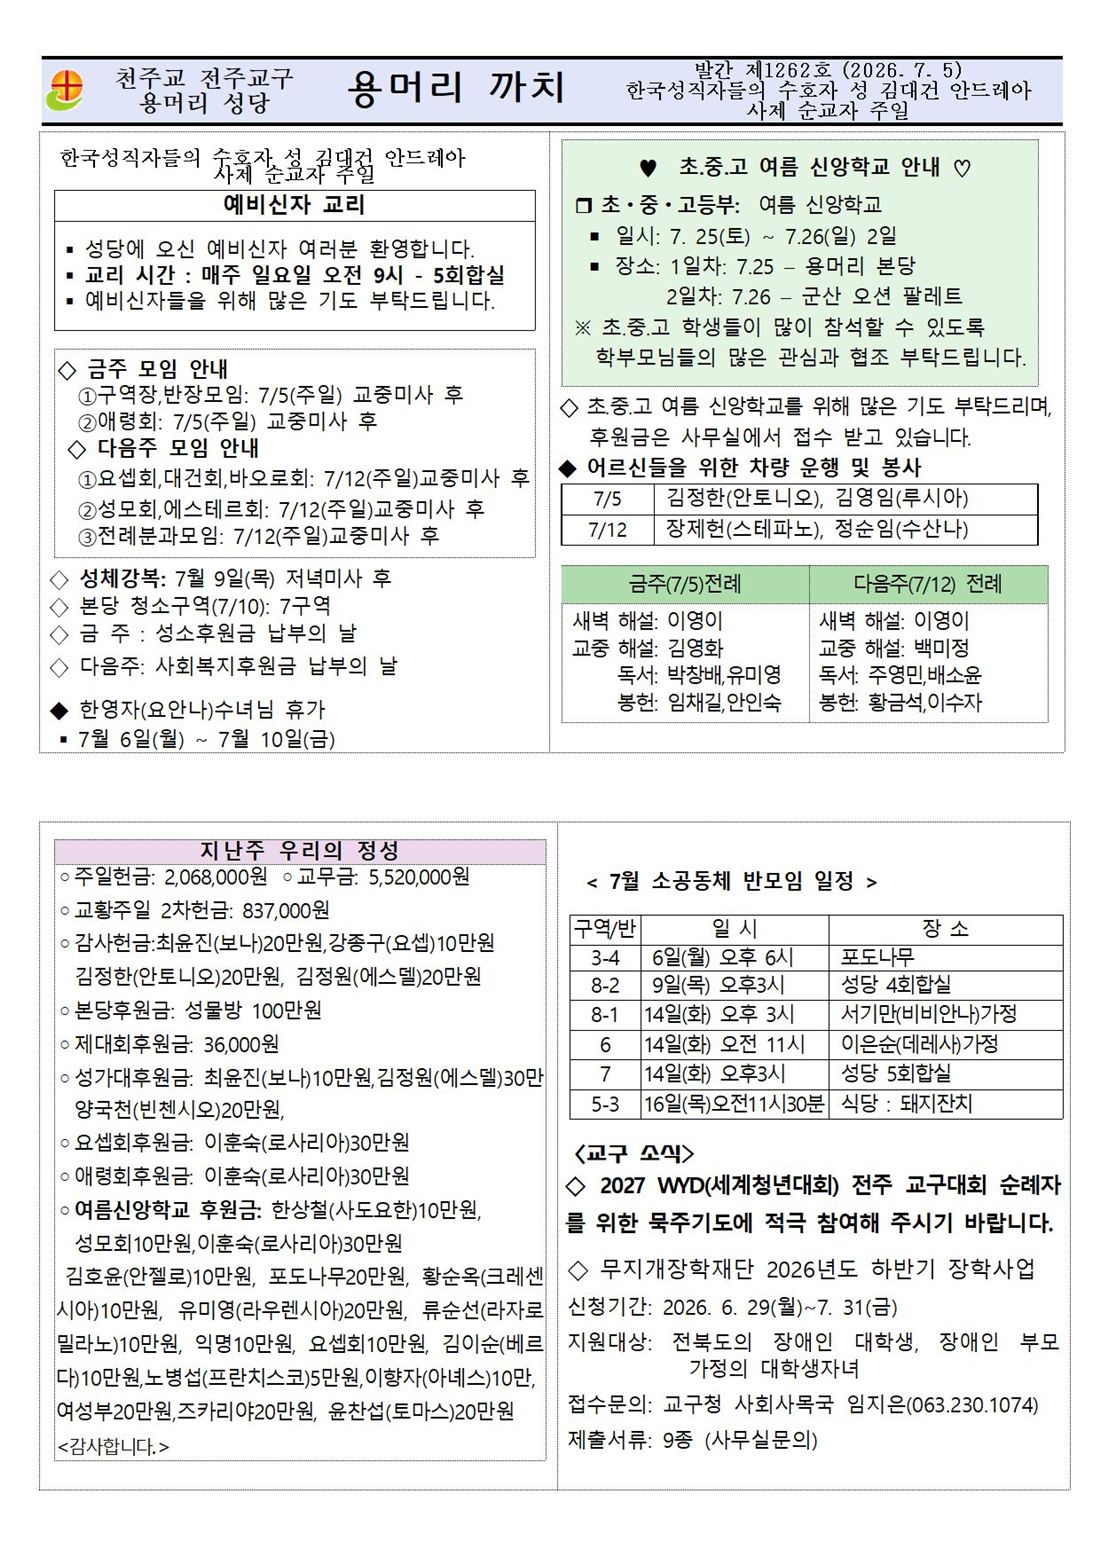 천주교 전주교구
용머리 성당
용머리 까치
발간 제1262호 (2026. 7. 5)
한국성직자들의 수호자 성 김대건 안드레아
사제 순교자 주일
한국성직자들의 수호자 성 김대건 안드레아
사제 순교자 주일
예비신자 교리
▪ 성당에 오신 예비신자 여러분 환영합니다.
▪ 교리 시간 : 매주 일요일 오전 9시 - 5회합실
▪ 예비신자들을 위해 많은 기도 부탁드립니다.
◇ 금주 모임 안내
①구역장,반장모임: 7/5(주일) 교중미사 후
②애령회: 7/5(주일) 교중미사 후
◇ 다음주 모임 안내
①요셉회,대건회,바오로회: 7/12(주일)교중미사 후
②성모회,에스테르회: 7/12(주일)교중미사 후
③전례분과모임: 7/12(주일)교중미사 후
◇ 성체강복: 7월 9일(목) 저녁미사 후
◇ 본당 청소구역(7/10): 7구역
◇ 금 주 : 성소후원금 납부의 날
◇ 다음주: 사회복지후원금 납부의 날
◆ 한영자(요안나)수녀님 휴가
▪ 7월 6일(월) ~ 7월 10일(금)
♥ 초.중.고 여름 신앙학교 안내 ♡
❒ 초·중·고등부: 여름 신앙학교
▪ 일시: 7. 25(토) ~ 7.26(일) 2일
▪ 장소: 1일차: 7.25 – 용머리 본당
2일차: 7.26 – 군산 오션 팔레트
※ 초.중.고 학생들이 많이 참석할 수 있도록
학부모님들의 많은 관심과 협조 부탁드립니다.
◇ 초.중.고 여름 신앙학교를 위해 많은 기도 부탁드리며,
후원금은 사무실에서 접수 받고 있습니다.
◆ 어르신들을 위한 차량 운행 및 봉사
7/5 김정한(안토니오), 김영임(루시아)
7/12 장제헌(스테파노), 정순임(수산나)
금주(7/5)전례 다음주(7/12) 전례
새벽 해설: 이영이 새벽 해설: 이영이
교중 해설: 김영화 교중 해설: 백미정
독서: 박창배,유미영 독서: 주영민,배소윤
봉헌: 임채길,안인숙 봉헌: 황금석,이수자
지난주 우리의 정성
○ 주일헌금: 2,068,000원 ○ 교무금: 5,520,000원
○ 교황주일 2차헌금: 837,000원
○ 감사헌금:최윤진(보나)20만원,강종구(요셉)10만원
김정한(안토니오)20만원, 김정원(에스델)20만원
○ 본당후원금: 성물방 100만원
○ 제대회후원금: 36,000원
○ 성가대후원금: 최윤진(보나)10만원,김정원(에스델)30만
양국천(빈첸시오)20만원,
○ 요셉회후원금: 이훈숙(로사리아)30만원
○ 애령회후원금: 이훈숙(로사리아)30만원
○ 여름신앙학교 후원금: 한상철(사도요한)10만원,
성모회10만원,이훈숙(로사리아)30만원
김호윤(안젤로)10만원, 포도나무20만원, 황순옥(크레센
시아)10만원, 유미영(라우렌시아)20만원, 류순선(라자로
밀라노)10만원, 익명10만원, 요셉회10만원, 김이순(베르
다)10만원,노병섭(프란치스코)5만원,이향자(아녜스)10만,
여성부20만원,즈카리야20만원, 윤찬섭(토마스)20만원
<감사합니다.>
< 7월 소공동체 반모임 일정 >
구역/반 일 시 장 소
3-4 6일(월) 오후 6시 포도나무
8-2 9일(목) 오후3시 성당 4회합실
8-1 14일(화) 오후 3시 서기만(비비안나)가정
6 14일(화) 오전 11시 이은순(데레사)가정
7 14일(화) 오후3시 성당 5회합실
5-3 16일(목)오전11시30분 식당 : 돼지잔치
<교구 소식>
◇ 2027 WYD(세계청년대회) 전주 교구대회 순례자
를 위한 묵주기도에 적극 참여해 주시기 바랍니다.
◇ 무지개장학재단 2026년도 하반기 장학사업
신청기간: 2026. 6. 29(월)~7. 31(금)
지원대상: 전북도의 장애인 대학생, 장애인 부모
가정의 대학생자녀
접수문의: 교구청 사회사목국 임지은(063.230.1074)
제출서류: 9종 (사무실문의)